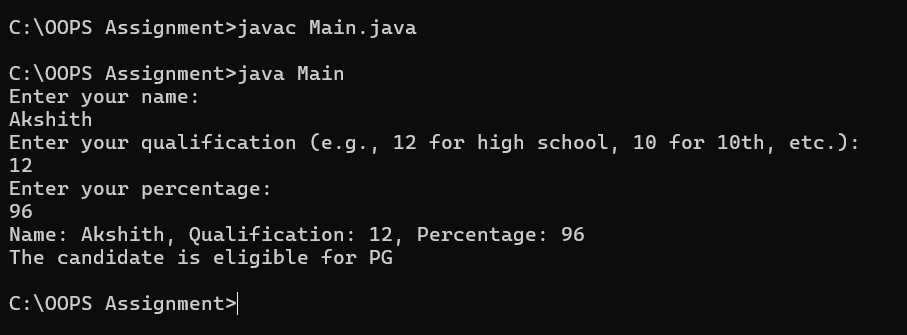 C:\OOPS Assignment>javac Main.java
C:\OOPS Assignment>java Main
Enter your name:
Akshith
Enter your qualification (e.g., 12 for high school, 10 for 10th, etc.):
12
Enter your percentage:
96
Name: Akshith, Qualification: 12, Percentage: 96
The candidate is eligible for PG
C:\OOPS Assignment>